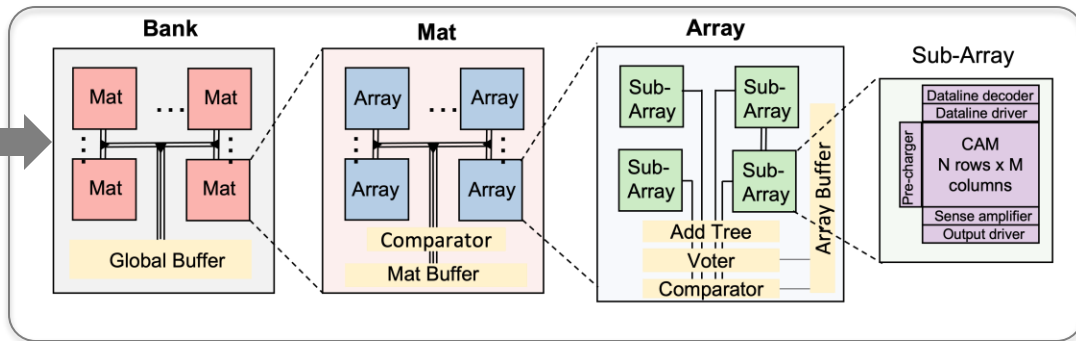 Bank
Mat
Mat
Mat
Mat
Global Buffer
Mat
Array
Array
Array
Array
Comparator
Mat Buffer
Array
Sub-
Array
Sub-
Array
Sub-
Array
Sub-
Array
Add Tree
Voter
Comparator
Array Buffer
Sub-Array
Dataline decoder
Dataline driver
Pre-charger
CAM
N rows x M
columns
Sense amplifier
Output driver